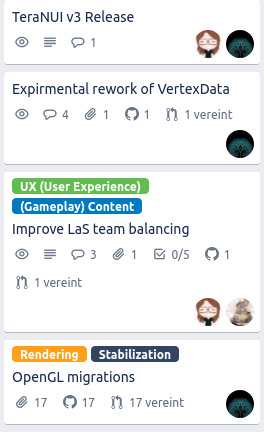 TeraNUI v3 Release
1
Expirmental rework of VertexData
4 1 1 1 vereint
UX (User Experience)
(Gameplay) Content
Improve LaS team balancing
3 1 0/5 1
1 vereint
Rendering Stabilization
OpenGL migrations
17 17 17 vereint